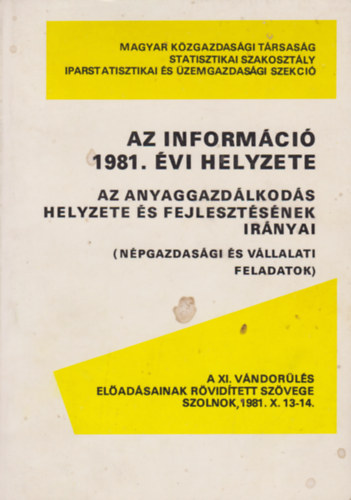 MAGYAR KÖZGAZDASÁGI TÁRSASÁG
STATISZTIKAI SZAKOSZTÁLY
IPARSTATISZTIKAI ÉS ÜZEMGAZDASÁGI SZEKCIÓ
AZ INFORMÁCIÓ
1981. ÉVI HELYZETE
AZ ANYAGGAZDÁLKODÁS
HELYZETE ÉS FEJLESZTÉSÉNEK
IRÁNYAI
(NÉPGAZDASÁGI ÉS VÁLLALATI
FELADATOK)
A XI. VÁNDORÜLÉS
ELŐADÁSAINAK RÖVIDÍTETT SZÖVEGE
SZOLNOK, 1981. X. 13-14.